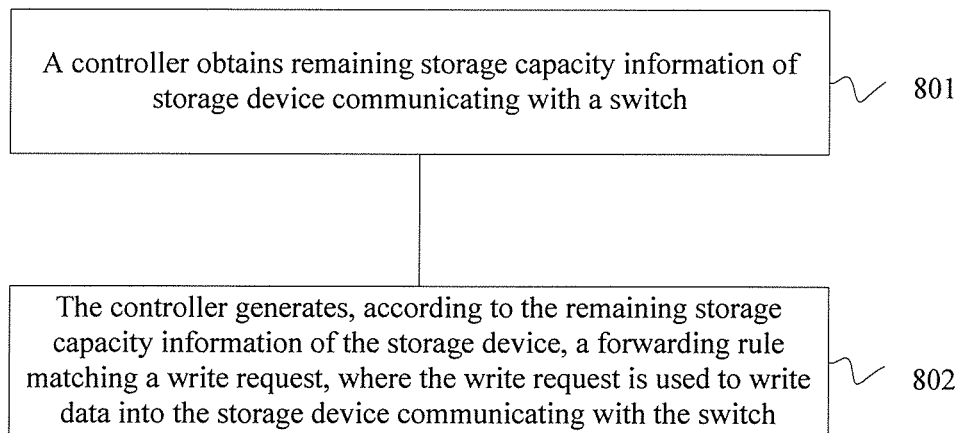 A controller obtains remaining storage capacity information of
storage device communicating with a switch
801
The controller generates, according to the remaining storage
capacity information of the storage device, a forwarding rule
matching a write request, where the write request is used to write
data into the storage device communicating with the switch
802